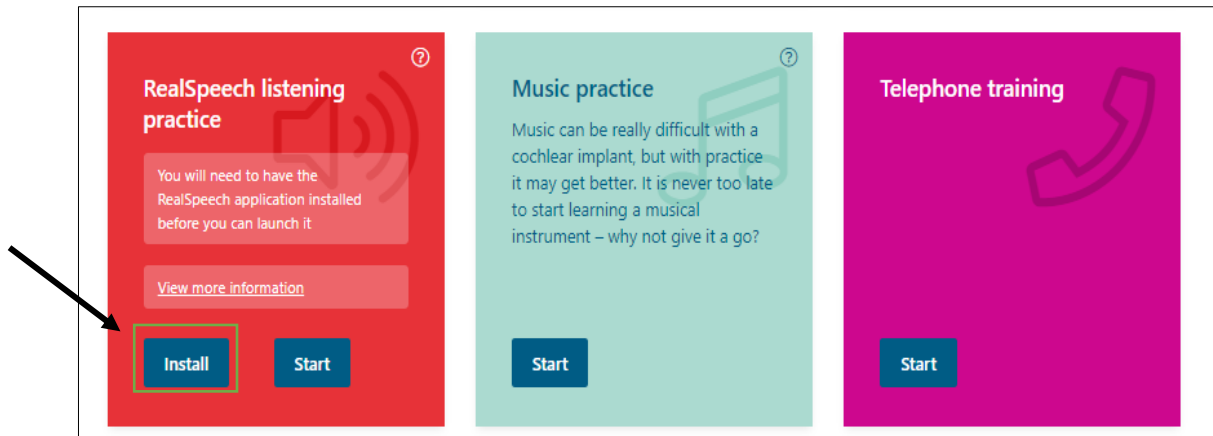 RealSpeech listening
practice
You will need to have the
RealSpeech application installed
before you can launch it
View more information
Install
Start
Music practice
Music can be really difficult with a
cochlear implant, but with practice
it may get better. It is never too late
to start learning a musical
instrument – why not give it a go?
Start
Telephone training
Start